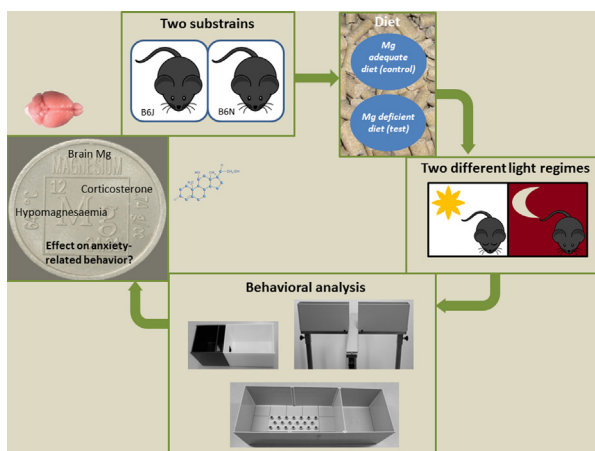 Two substrains
B6J
B6N
Diet
Mg
adequate
diet (control)
Mg deficient
diet (test)
Two different light regimes
Behavioral analysis
Brain Mg
MAGNESIUM
12
Corticosterone
Mg
Hypomagnesaemia
Effect on anxiety-
related behavior?